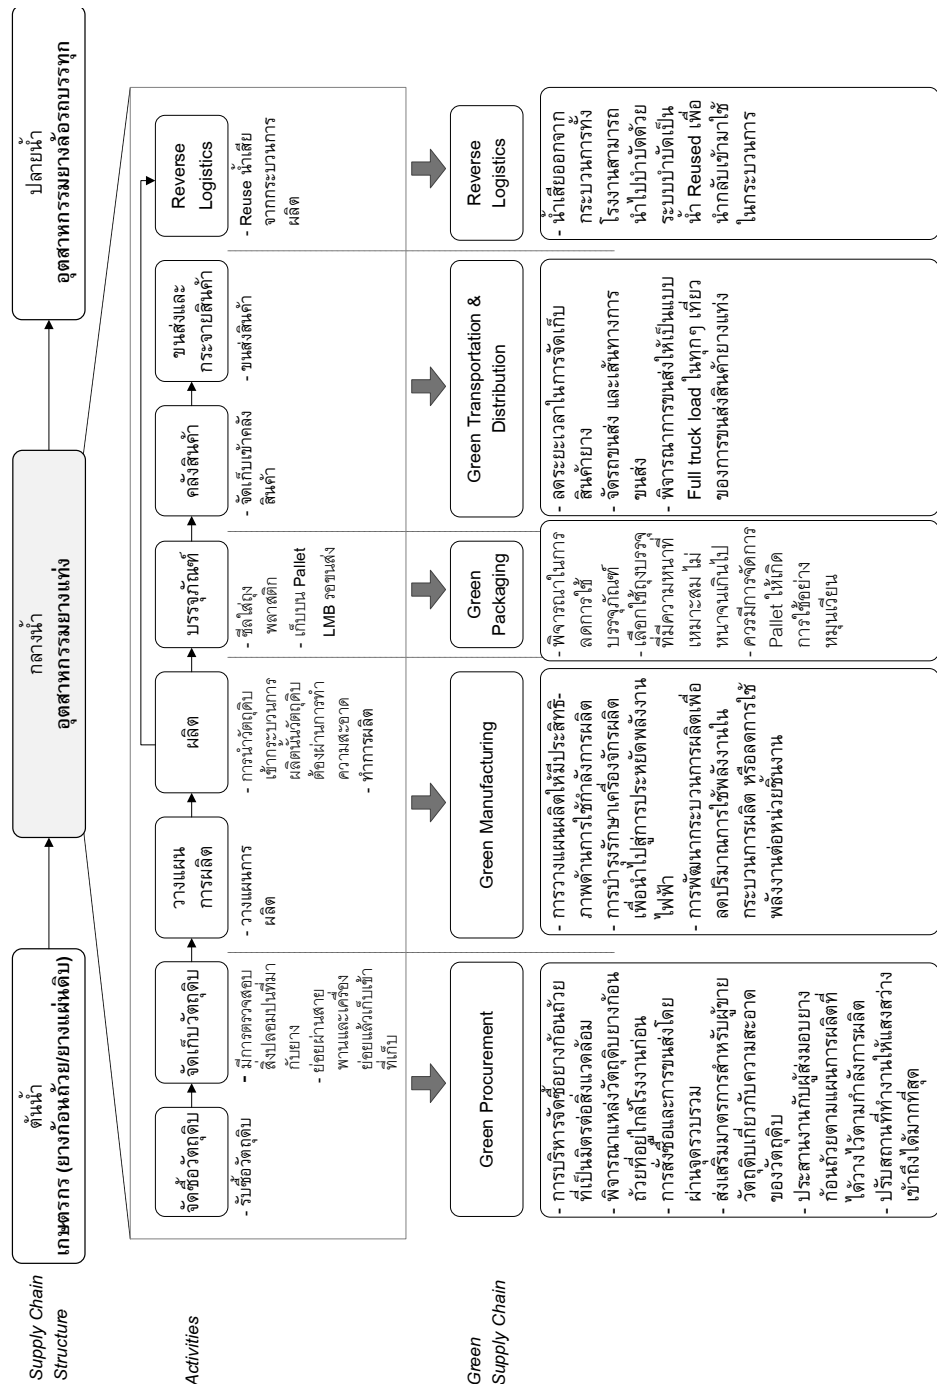 Supply Chain
Structure
ต้นน้ำ
เกษตรกร (ยางก้อนถ้วย/ยางแผ่นดิบ)
กลางน้ำ
อุตสาหกรรมยางแท่ง
ปลายน้ำ
อุตสาหกรรมยางล้อรถบรรทุก
Activities
จัดซื้อวัตถุดิบ
- รับซื้อวัตถุดิบ
จัดเก็บวัตถุดิบ
- มีการตรวจสอบ
สิ่งปลอมปนที่มา
กับยาง
- ย่อยผ่านสาย
พานและเครื่อง
ย่อยแล้วเก็บเข้า
ที่เก็บ
วางแผน
การผลิต
- วางแผนการ
ผลิต
ผลิต
- การนำวัตถุดิบ
เข้ากระบวนการ
ผลิตนั้นวัตถุดิบ
ต้องผ่านการทำ
ความสะอาด
- ทำการผลิต
บรรจุภัณฑ์
- ซีลใส่ถุง
พลาสติก
เก็บบน Pallet
LMB รอขนส่ง
คลังสินค้า
- จัดเก็บเข้าคลัง
สินค้า
ขนส่งและ
กระจายสินค้า
- ขนส่งสินค้า
Reverse
Logistics
- Reuse น้ำเสีย
จากกระบวนการ
ผลิต
Green
Supply Chain
Green Procurement
- การบริหารจัดซื้อยางก้อนถ้วย
ที่เป็นมิตรต่อสิ่งแวดล้อม
- พิจารณาแหล่งวัตถุดิบยางก้อน
ถ้วยที่อยู่ใกล้โรงงานก่อน
- การสั่งซื้อและการขนส่งโดย
ผ่านจุดรวบรวม
- ส่งเสริมมาตรการสำหรับผู้ขาย
วัตถุดิบเกี่ยวกับความสะอาด
ของวัตถุดิบ
- ประสานงานกับผู้ส่งมอบยาง
ก้อนถ้วยตามแผนการผลิตที่
ได้วางไว้ตามกำลังการผลิต
- ปรับสถานที่ทำงานให้แสงสว่าง
เข้าถึงได้มากที่สุด
Green Manufacturing
- การวางแผนผลิตให้มีประสิทธิ-
ภาพด้านการใช้กำลังการผลิต
- การบำรุงรักษาเครื่องจักรผลิต
เพื่อนำไปสู่การประหยัดพลังงาน
ไฟฟ้า
- การพัฒนากระบวนการผลิตเพื่อ
ลดปริมาณการใช้พลังงานใน
กระบวนการผลิต หรือลดการใช้
พลังงานต่อหน่วยชิ้นงาน
Green
Packaging
- พิจารณาในการ
ลดการใช้
บรรจุภัณฑ์
- เลือกใช้ถุงบรรจุ
ที่มีความหนาที่
เหมาะสม ไม่
หนาจนเกินไป
- ควรมีการจัดการ
Pallet ให้เกิด
การใช้อย่าง
หมุนเวียน
Green Transportation &
Distribution
- ลดระยะเวลาในการจัดเก็บ
สินค้ายาง
- จัดรถขนส่ง และเส้นทางการ
ขนส่ง
- พิจารณาการขนส่งให้เป็นแบบ
Full truck load ในทุกๆ เที่ยว
ของการขนส่งสินค้ายางแท่ง
Reverse
Logistics
- น้ำเสียออกจาก
กระบวนการทั้ง
โรงงานสามารถ
นำไปบำบัดด้วย
ระบบบำบัดเป็น
น้ำ Reused เพื่อ
นำกลับเข้ามาใช้
ในกระบวนการ